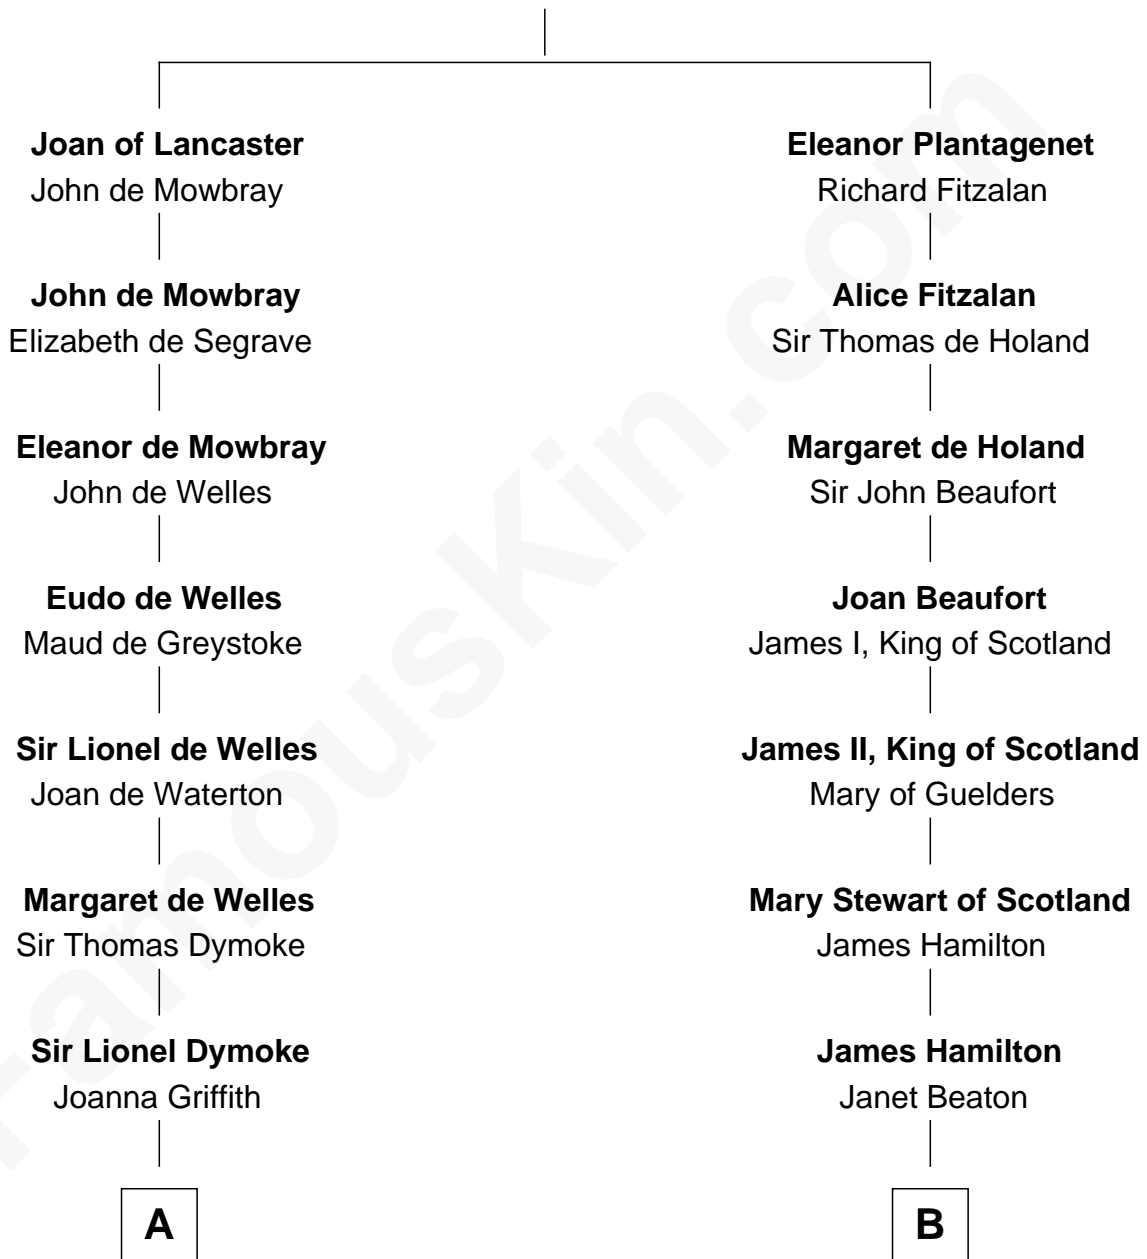 Joan of Lancaster
John de Mowbray
John de Mowbray
Elizabeth de Segrave
Eleanor de Mowbray
John de Welles
Eudo de Welles
Maud de Greystoke
Sir Lionel de Welles
Joan de Waterton
Margaret de Welles
Sir Thomas Dymoke
Sir Lionel Dymoke
Joanna Griffith
A
Eleanor Plantagenet
Richard Fitzalan
Alice Fitzalan
Sir Thomas de Holand
Margaret de Holand
Sir John Beaufort
Joan Beaufort
James I, King of Scotland
James II, King of Scotland
Mary of Guelders
Mary Stewart of Scotland
James Hamilton
James Hamilton
Janet Beaton
B
FamousKin.com